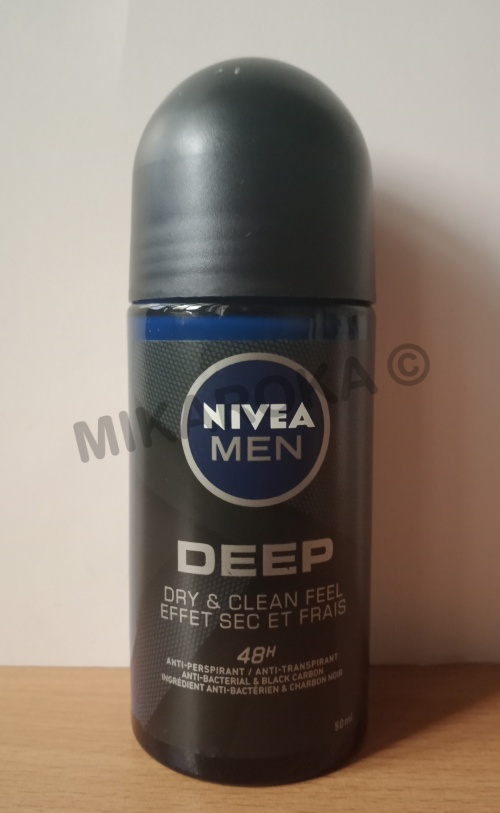 NIVEA
MEN
MIKAROKA ©
DEEP
DRY & CLEAN FEEL
EFFET SEC ET FRAIS
48H
ANTI-PERSPIRANT / ANTI-TRANSPIRANT
ANTI-BACTERIAL & BLACK CARBON
INGRÉDIENT ANTI-BACTÉRIEN & CHARBON NOIR
50 ml